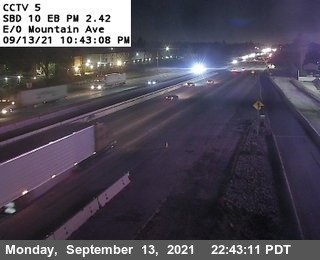 CCTV 5
SBD 10 EB PM 2.42
E/O Mountain Ave
09/13/21 10:43:08 PM
Monday, September 13, 2021 22:43:11 PDT